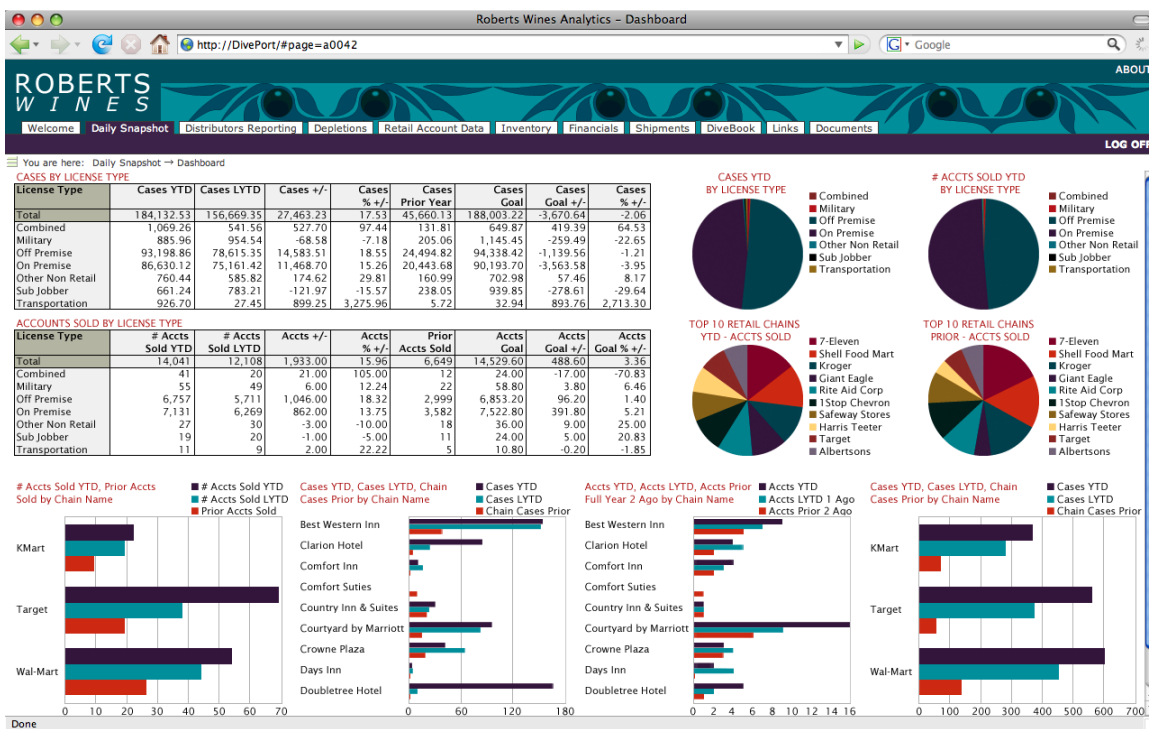 Roberts Wines Analytics - Dashboard
http://DivePort/#page=a0042
G Google
ABOUT
ROBERTS
WINES
Welcome Daily Snapshot Distributors Reporting Depletions Retail Account Data Inventory Financials Shipments DiveBook Links Documents
LOG OFF
You are here: Daily Snapshot → Dashboard
CASES BY LICENSE TYPE
License Type Cases YTD Cases LYTD Cases +/- Cases % +/- Cases Prior Year Cases Goal Cases Goal +/- Cases % +/-
Total 184,132.53 156,669.35 27,463.23 17.53 45,660.13 188,003.22 -3,670.64 -2.06
Combined 1,069.26 541.56 527.70 97.44 131.81 649.87 419.39 64.53
Military 885.96 954.54 -68.58 -7.18 205.06 1,145.45 -259.49 -22.65
Off Premise 93,198.86 78,615.35 14,583.51 18.55 24,494.82 94,338.42 -1,139.56 -1.21
On Premise 86,630.12 75,161.42 11,468.70 15.26 20,443.68 90,193.70 -3,563.58 -3.95
Other Non Retail 760.44 585.82 174.62 29.81 160.99 702.98 57.46 8.17
Sub Jobber 661.24 783.21 -121.97 -15.57 238.05 939.85 -278.61 -29.64
Transportation 926.70 27.45 899.25 3,275.96 5.72 32.94 893.76 2,713.30
CASES YTD
BY LICENSE TYPE
Combined
Military
Off Premise
On Premise
Other Non Retail
Sub Jobber
Transportation
# ACCTS SOLD YTD
BY LICENSE TYPE
Combined
Military
Off Premise
On Premise
Other Non Retail
Sub Jobber
Transportation
ACCOUNTS SOLD BY LICENSE TYPE
License Type # Accts Sold YTD # Accts Sold LYTD Accts +/- Accts % +/- Prior Accts Sold Accts Goal Accts Goal +/- Accts Goal % +/-
Total 14,041 12,108 1,933.00 15.96 6,649 14,529.60 488.60 3.36
Combined 41 20 21.00 105.00 12 24.00 -17.00 -70.83
Military 55 49 6.00 12.24 22 58.80 3.80 6.46
Off Premise 6,757 5,711 1,046.00 18.32 2,999 6,853.20 96.20 1.40
On Premise 7,131 6,269 862.00 13.75 3,582 7,522.80 391.80 5.21
Other Non Retail 27 30 -3.00 -10.00 18 36.00 9.00 25.00
Sub Jobber 19 20 -1.00 -5.00 11 24.00 5.00 20.83
Transportation 11 9 2.00 22.22 5 10.80 -0.20 -1.85
TOP 10 RETAIL CHAINS
YTD - ACCTS SOLD
7-Eleven
Shell Food Mart
Kroger
Giant Eagle
Rite Aid Corp
1Stop Chevron
Safeway Stores
Harris Teeter
Target
Albertsons
TOP 10 RETAIL CHAINS
PRIOR - ACCTS SOLD
7-Eleven
Shell Food Mart
Kroger
Giant Eagle
Rite Aid Corp
1Stop Chevron
Safeway Stores
Harris Teeter
Target
Albertsons
# Accts Sold YTD, Prior Accts
Sold by Chain Name
# Accts Sold YTD
# Accts Sold LYTD
Prior Accts Sold
KMart
Target
Wal-Mart
0 10 20 30 40 50 60 70
Cases YTD, Cases LYTD, Chain
Cases Prior by Chain Name
Cases YTD
Cases LYTD
Chain Cases Prior
Best Western Inn
Clarion Hotel
Comfort Inn
Comfort Suties
Country Inn & Suites
Courtyard by Marriott
Crowne Plaza
Days Inn
Doubletree Hotel
0 60 120 180
Accts YTD, Accts LYTD, Accts Prior
Full Year 2 Ago by Chain Name
Accts YTD
Accts LYTD 1 Ago
Accts Prior 2 Ago
Best Western Inn
Clarion Hotel
Comfort Inn
Comfort Suties
Country Inn & Suites
Courtyard by Marriott
Crowne Plaza
Days Inn
Doubletree Hotel
0 2 4 6 8 10 12 14 16
Cases YTD, Cases LYTD, Chain
Cases Prior by Chain Name
Cases YTD
Cases LYTD
Chain Cases Prior
KMart
Target
Wal-Mart
0 100 200 300 400 500 600 700
Done